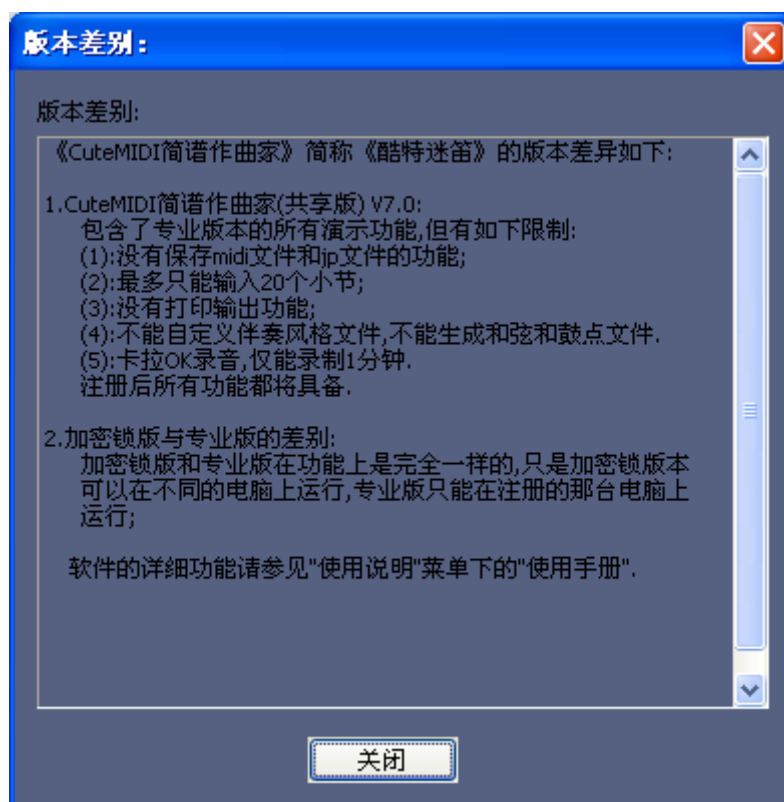 版本差别:
版本差别:
《CuteMIDI简谱作曲家》简称《酷特迷笛》的版本差异如下:
1.CuteMIDI简谱作曲家(共享版) V7.0:
包含了专业版本的所有演示功能,但有如下限制:
(1):没有保存midi文件和jp文件的功能;
(2):最多只能输入20个小节;
(3):没有打印输出功能;
(4):不能自定义伴奏风格文件,不能生成和弦和鼓点文件.
(5):卡拉OK录音,仅能录制1分钟.
注册后所有功能都将具备.
2.加密锁版与专业版的差别:
加密锁版和专业版在功能上是完全一样的,只是加密锁版本
可以在不同的电脑上运行,专业版只能在注册的那台电脑上
运行;
软件的详细功能请参见"使用说明"菜单下的"使用手册".
关闭